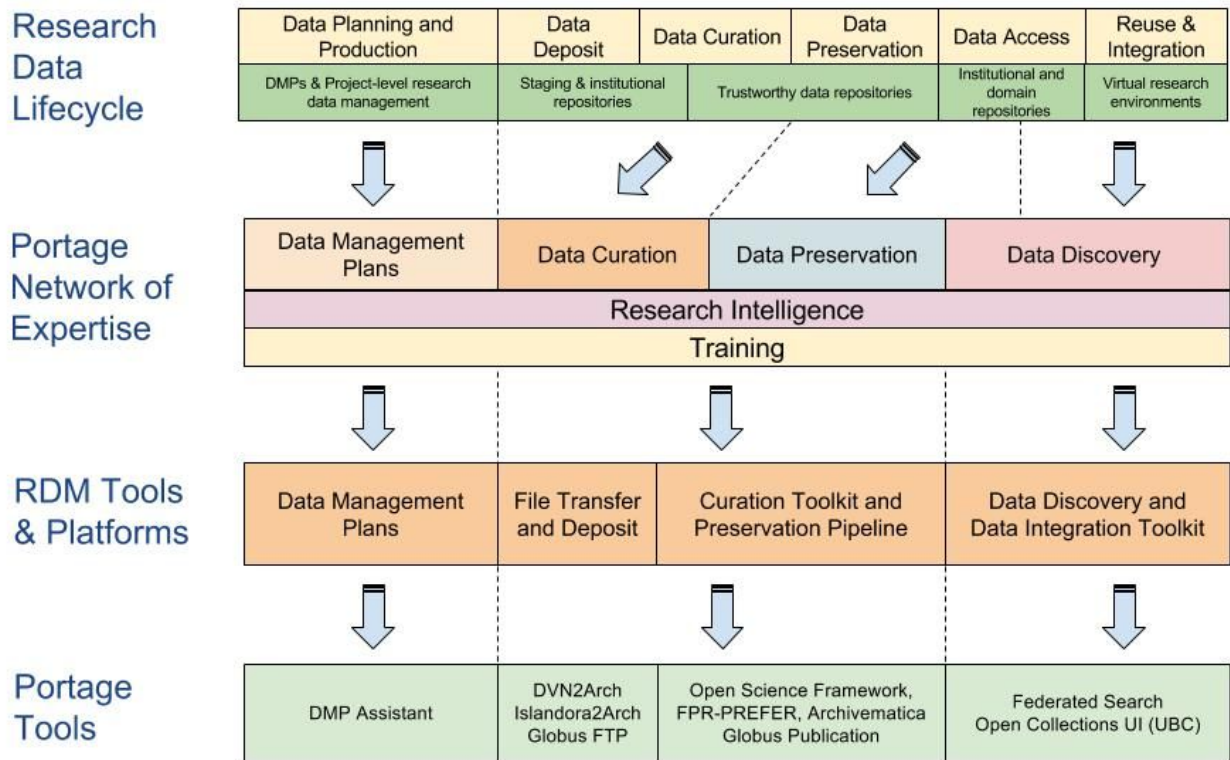 Research
Data
Lifecycle
Data Planning and
Production
Data
Deposit
Data Curation
Data
Preservation
Data Access
Reuse &
Integration
DMPs & Project-level research
data management
Staging & institutional
repositories
Trustworthy data repositories
Institutional and
domain
repositories
Virtual research
environments
Portage
Network of
Expertise
Data Management
Plans
Data Curation
Data Preservation
Data Discovery
Research Intelligence
Training
RDM Tools
& Platforms
Data Management
Plans
File Transfer
and Deposit
Curation Toolkit and
Preservation Pipeline
Data Discovery and
Data Integration Toolkit
Portage
Tools
DMP Assistant
DVN2Arch
Islandora2Arch
Globus FTP
Open Science Framework,
FPR-PREFER, Archivematica
Globus Publication
Federated Search
Open Collections UI (UBC)